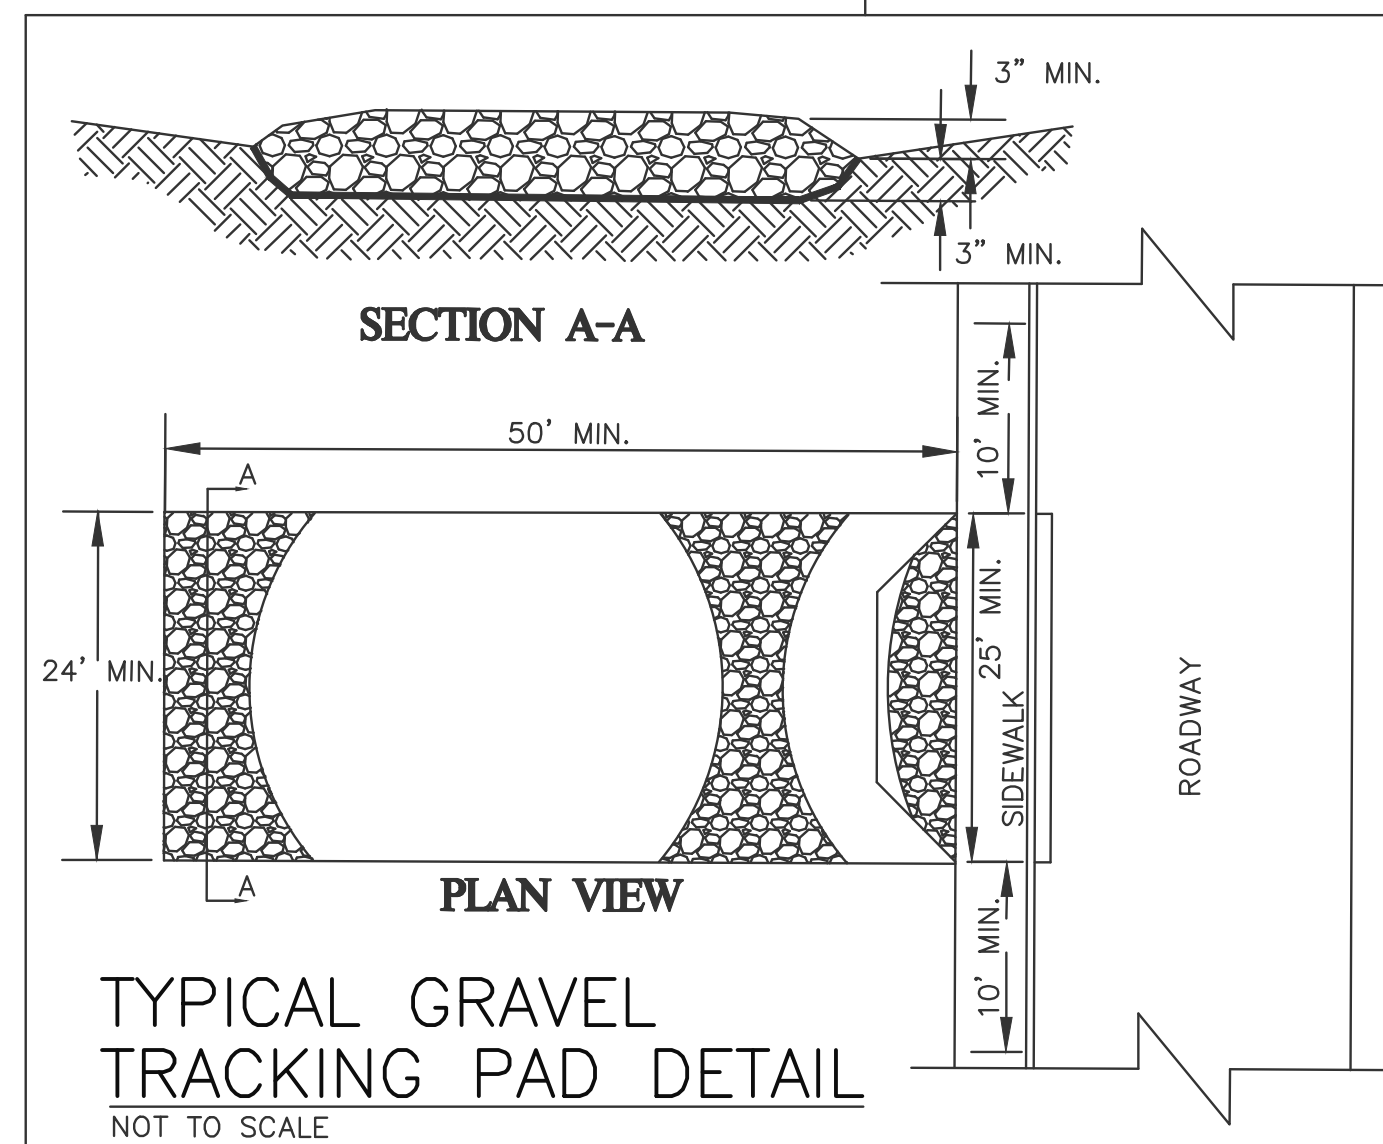 3” MIN.
3” MIN.
SECTION A-A
10’ MIN.
50’ MIN.
A
25’ MIN.
24’ MIN.
SIDEWALK
ROADWAY
A
PLAN VIEW
10’ MIN.
TYPICAL GRAVEL
TRACKING PAD DETAIL
NOT TO SCALE